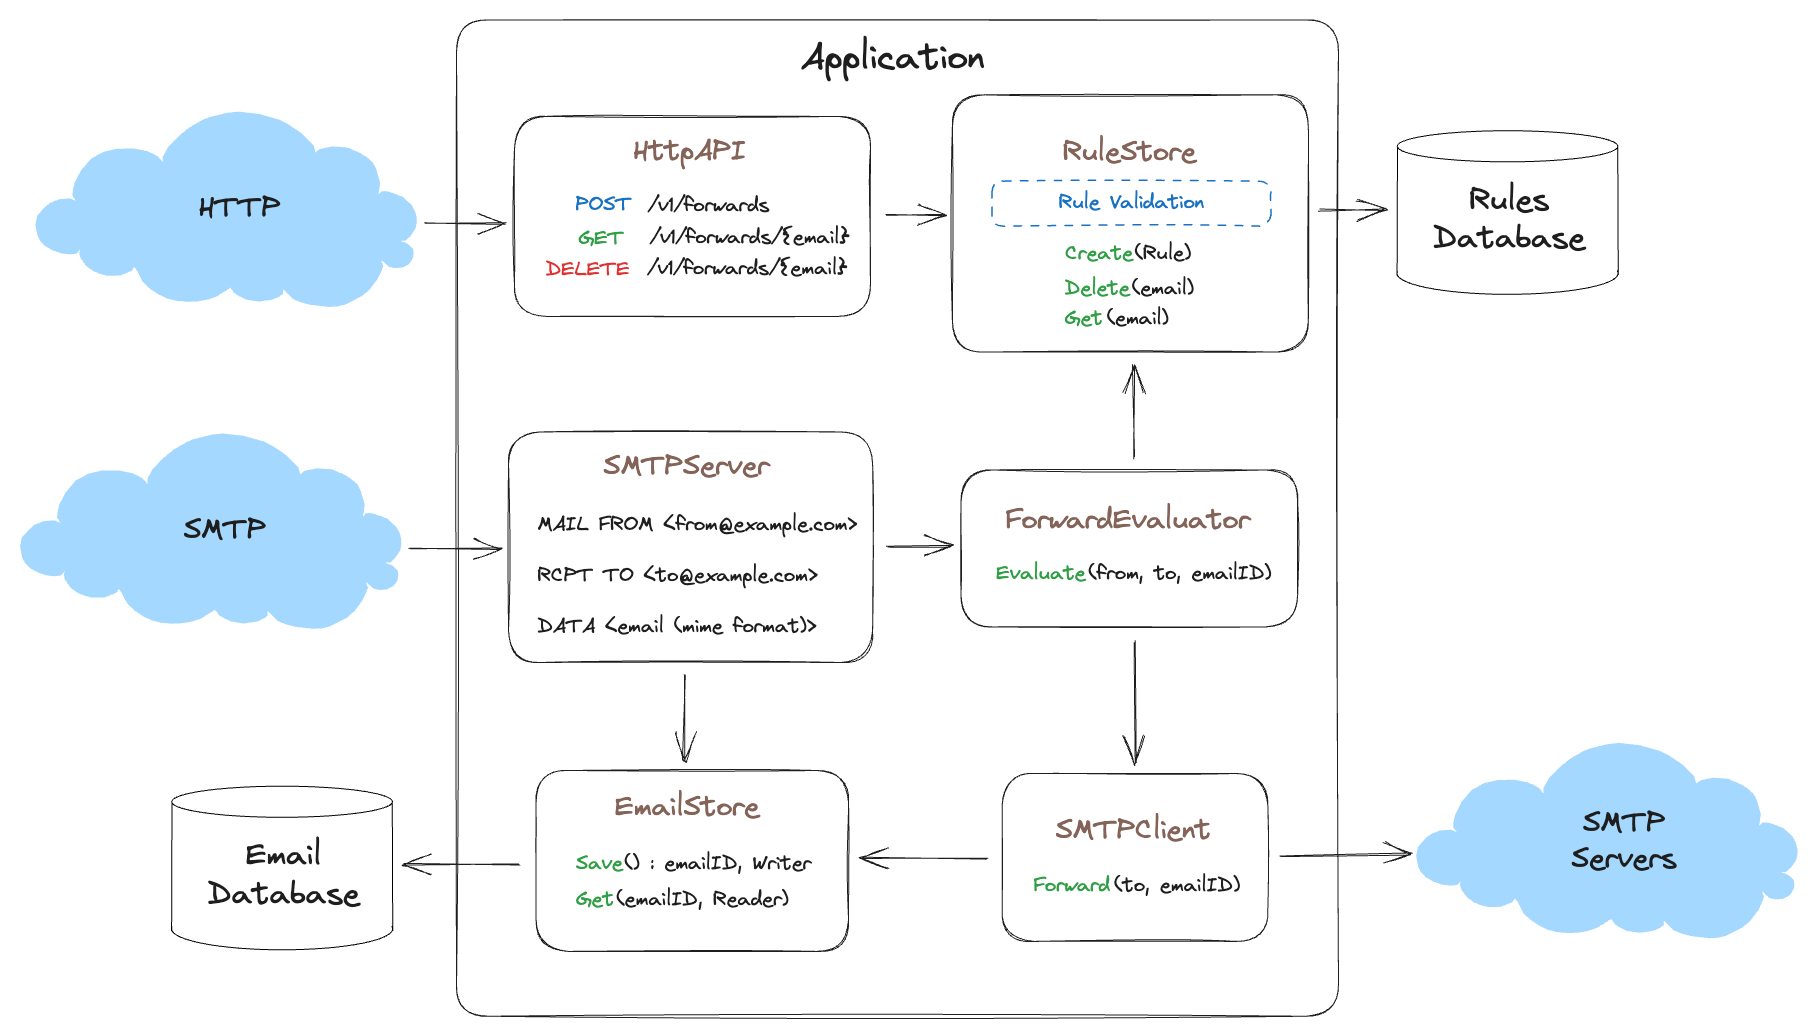 Application
HTTP
HttpAPI
POST /v1/forwards
GET /v1/forwards/{email}
DELETE /v1/forwards/{email}
RuleStore
Rule Validation
Create(Rule)
Delete(email)
Get(email)
Rules
Database
SMTP
SMTPServer
MAIL FROM <from@example.com>
RCPT TO <to@example.com>
DATA <email (mime format)>
ForwardEvaluator
Evaluate(from, to, emailID)
Email
Database
EmailStore
Save() : emailID, Writer
Get(emailID, Reader)
SMTPClient
Forward(to, emailID)
SMTP
Servers